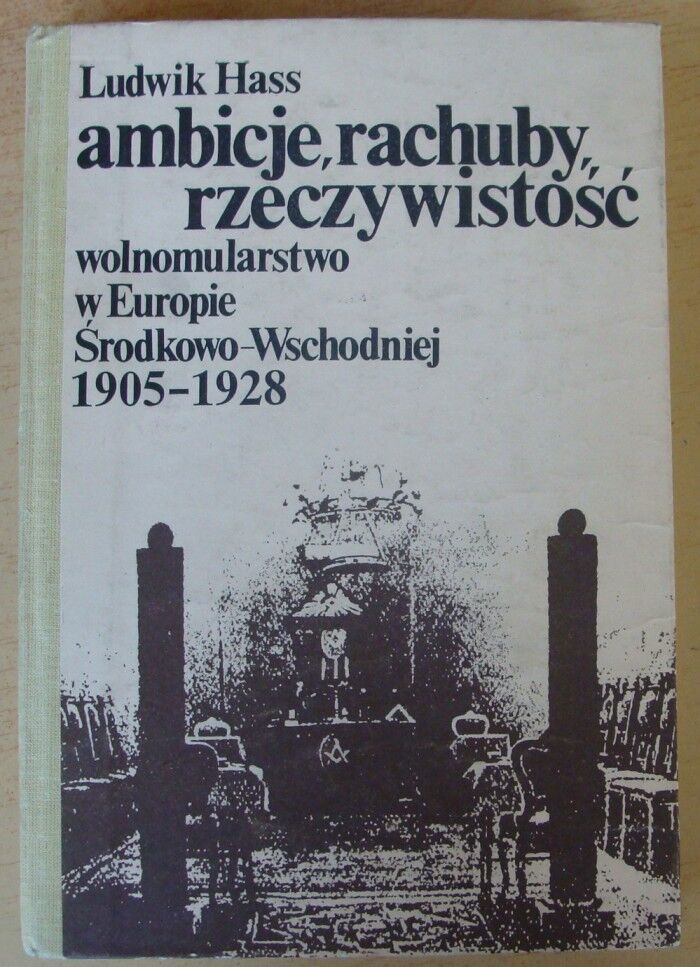 Ludwik Hass
ambicje, rachuby,
rzeczywistość
wolnomularstwo
w Europie
Środkowo-Wschodniej
1905-1928